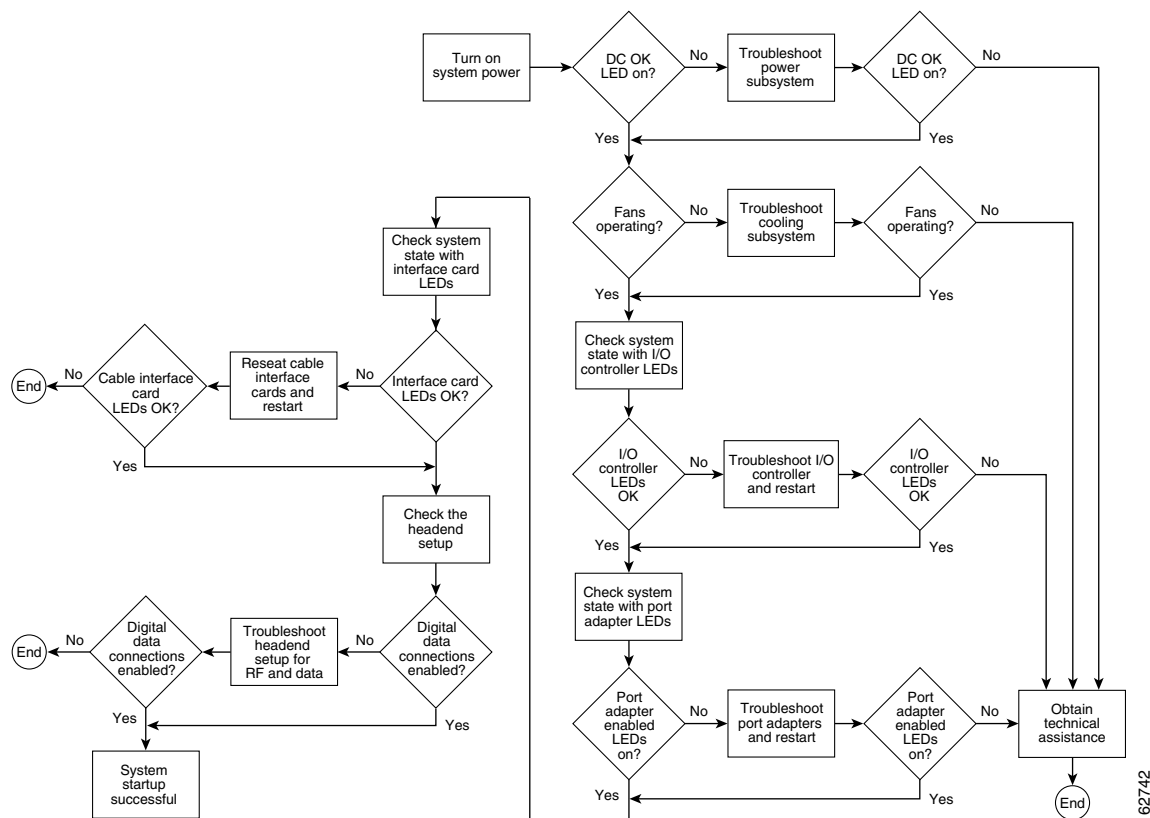 Turn on
system power
DC OK
LED on?
No
Troubleshoot
power
subsystem
DC OK
LED on?
No
Yes
Yes
Fans
operating?
No
Troubleshoot
cooling
subsystem
Fans
operating?
No
Yes
Yes
Check system
state with I/O
controller LEDs
I/O
controller
LEDs
OK
No
Troubleshoot I/O
controller
and restart
I/O
controller
LEDs
OK
No
Yes
Yes
Check system
state with port
adapter LEDs
Port
adapter
enabled
LEDs
on?
No
Troubleshoot
port adapters
and restart
Port
adapter
enabled
LEDs
on?
No
Obtain
technical
assistance
Yes
Yes
End
Check system
state with
interface card
LEDs
Interface card
LEDs OK?
No
Reseat cable
interface
cards and
restart
Cable interface
card
LEDs OK?
No
End
Yes
Check the
headend
setup
Digital
data
connections
enabled?
No
Troubleshoot
headend
setup for
RF and data
Digital
data
connections
enabled?
No
End
Yes
Yes
System
startup
successful
62742